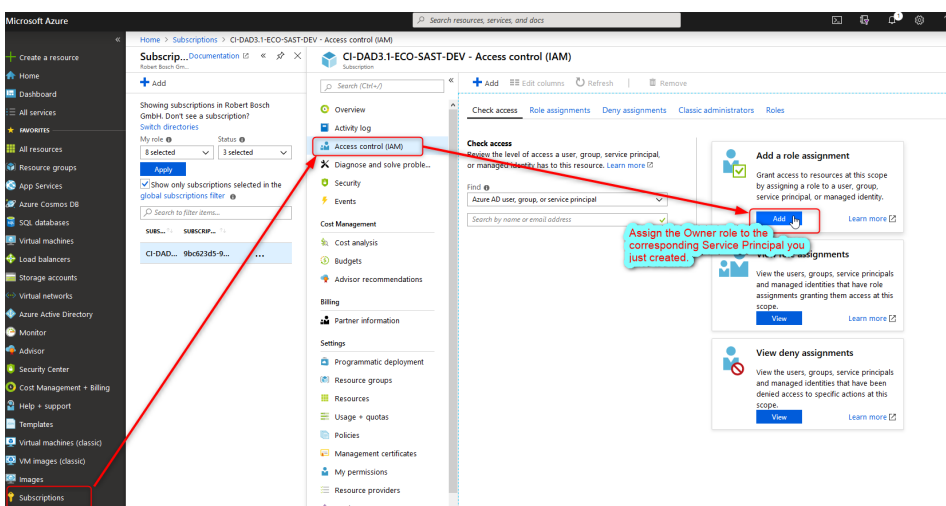 Microsoft Azure
Search resources, services, and docs
Create a resource
Home
Dashboard
All services
FAVORITES
All resources
Resource groups
App Services
Azure Cosmos DB
SQL databases
Virtual machines
Load balancers
Storage accounts
Virtual networks
Azure Active Directory
Monitor
Advisor
Security Center
Cost Management + Billing
Help + support
Templates
Virtual machines (classic)
VM images (classic)
Images
Subscriptions
Home > Subscriptions > CI-DAD3.1-ECO-SAST-DEV - Access control (IAM)
Subscrip... Documentation
Robert Bosch Gm...
+ Add
Showing subscriptions in Robert Bosch
GmbH. Don't see a subscription?
Switch directories
My role Status
8 selected 3 selected
Apply
Show only subscriptions selected in the
global subscriptions filter
Search to filter items...
SUBS... SUBSCRIP...
CI-DAD... 9bc623d5-9... ...
CI-DAD3.1-ECO-SAST-DEV - Access control (IAM)
Subscription
Search (Ctrl+/)
Overview
Activity log
Access control (IAM)
Diagnose and solve proble...
Security
Events
Cost Management
Cost analysis
Budgets
Advisor recommendations
Billing
Partner information
Settings
Programmatic deployment
Resource groups
Resources
Usage + quotas
Policies
Management certificates
My permissions
Resource providers
+ Add Edit columns Refresh Remove
Check access Role assignments Deny assignments Classic administrators Roles
Check access
Review the level of access a user, group, service principal,
or managed identity has to this resource. Learn more
Find
Azure AD user, group, or service principal
Search by name or email address
Assign the Owner role to the
corresponding Service Principal you
just created.
Add a role assignment
Grant access to resources at this scope
by assigning a role to a user, group,
service principal, or managed identity.
Add Learn more
assignments
View the users, groups, service principals
and managed identities that have role
assignments granting them access at this
scope.
View Learn more
View deny assignments
View the users, groups, service principals
and managed identities that have been
denied access to specific actions at this
scope.
View Learn more